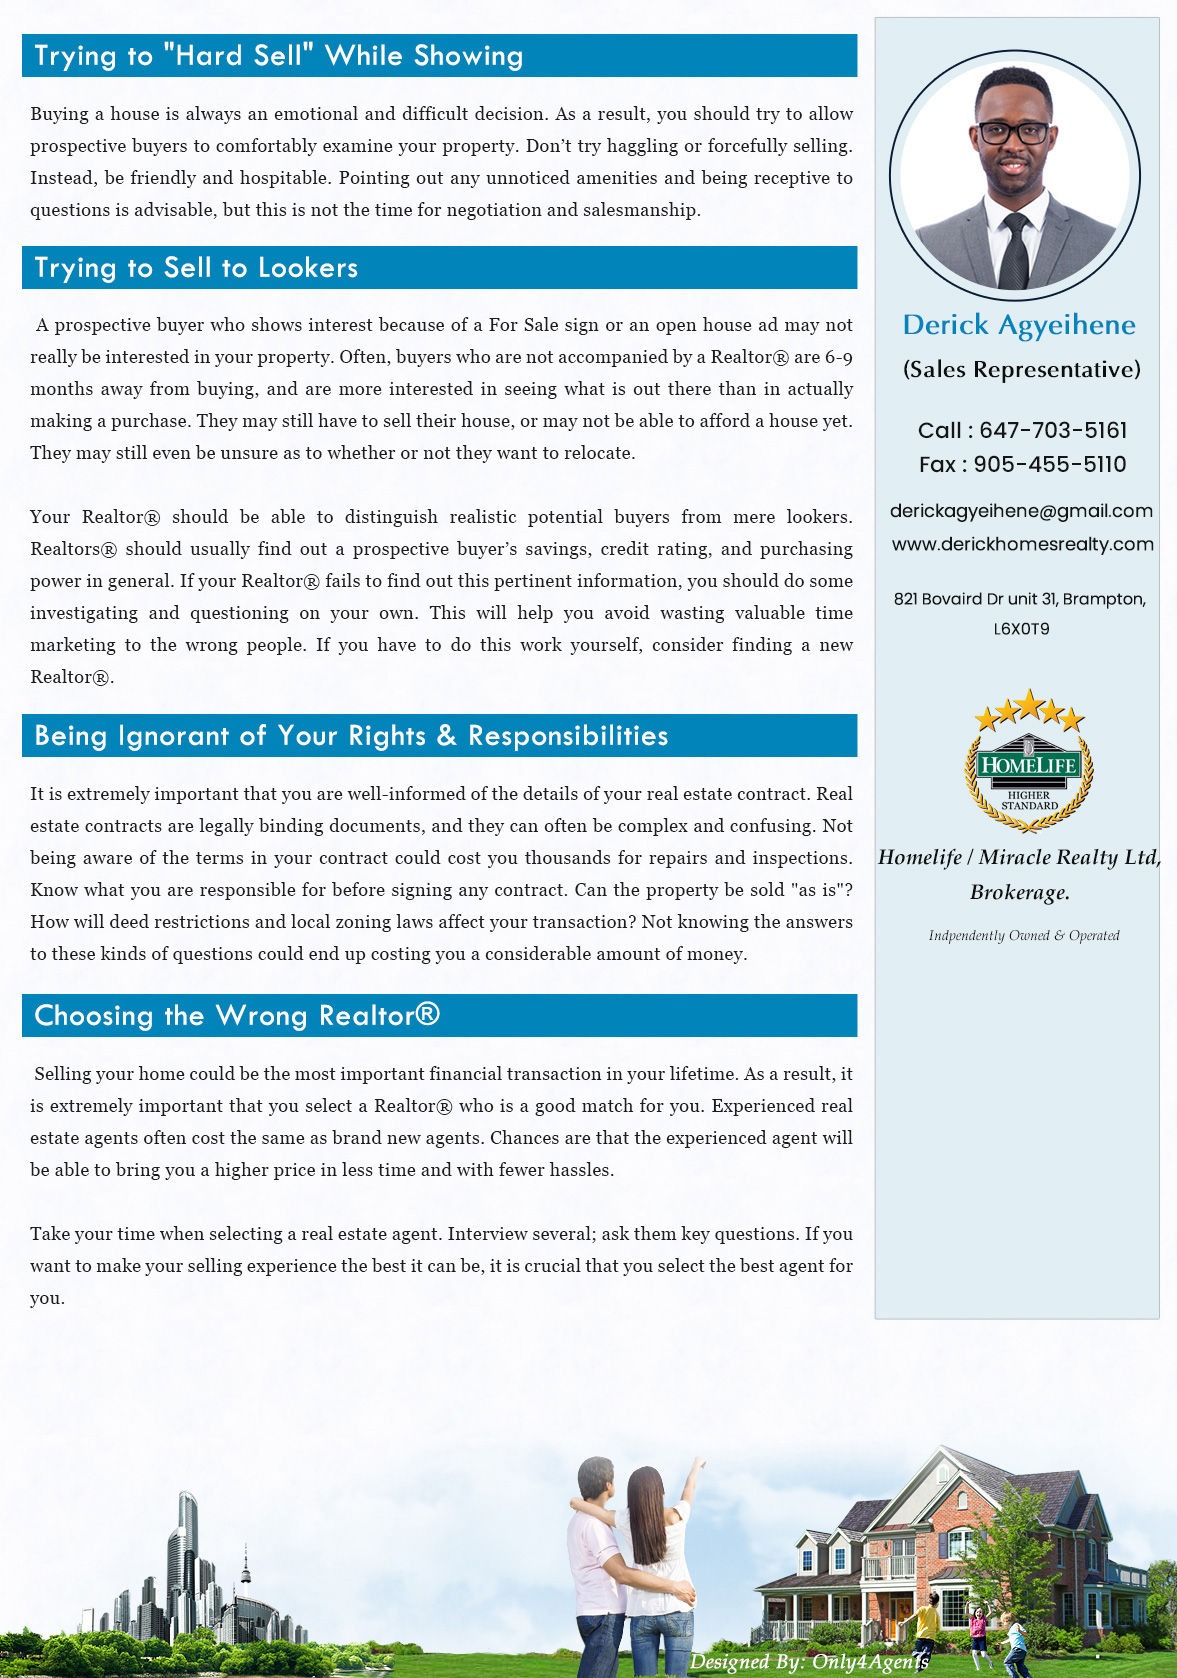 Trying to "Hard Sell" While Showing
Buying a house is always an emotional and difficult decision. As a result, you should try to allow
prospective buyers to comfortably examine your property. Don’t try haggling or forcefully selling.
Instead, be friendly and hospitable. Pointing out any unnoticed amenities and being receptive to
questions is advisable, but this is not the time for negotiation and salesmanship.
Trying to Sell to Lookers
A prospective buyer who shows interest because of a For Sale sign or an open house ad may not
really be interested in your property. Often, buyers who are not accompanied by a Realtor® are 6-9
months away from buying, and are more interested in seeing what is out there than in actually
making a purchase. They may still have to sell their house, or may not be able to afford a house yet.
They may still even be unsure as to whether or not they want to relocate.
Your Realtor® should be able to distinguish realistic potential buyers from mere lookers.
Realtors® should usually find out a prospective buyer’s savings, credit rating, and purchasing
power in general. If your Realtor® fails to find out this pertinent information, you should do some
investigating and questioning on your own. This will help you avoid wasting valuable time
marketing to the wrong people. If you have to do this work yourself, consider finding a new
Realtor®.
Being Ignorant of Your Rights & Responsibilities
It is extremely important that you are well-informed of the details of your real estate contract. Real
estate contracts are legally binding documents, and they can often be complex and confusing. Not
being aware of the terms in your contract could cost you thousands for repairs and inspections.
Know what you are responsible for before signing any contract. Can the property be sold "as is"?
How will deed restrictions and local zoning laws affect your transaction? Not knowing the answers
to these kinds of questions could end up costing you a considerable amount of money.
Choosing the Wrong Realtor®
Selling your home could be the most important financial transaction in your lifetime. As a result, it
is extremely important that you select a Realtor® who is a good match for you. Experienced real
estate agents often cost the same as brand new agents. Chances are that the experienced agent will
be able to bring you a higher price in less time and with fewer hassles.
Take your time when selecting a real estate agent. Interview several; ask them key questions. If you
want to make your selling experience the best it can be, it is crucial that you select the best agent for
you.
Derick Agyeihene
(Sales Representative)
Call : 647-703-5161
Fax : 905-455-5110
derickagyeihene@gmail.com
www.derickhomesrealty.com
821 Bovaird Dr unit 31, Brampton,
L6X0T9
HOMELIFE
HIGHER
STANDARD
Homelife / Miracle Realty Ltd,
Brokerage.
Indpendently Owned & Operated
Designed By: Only4Agents